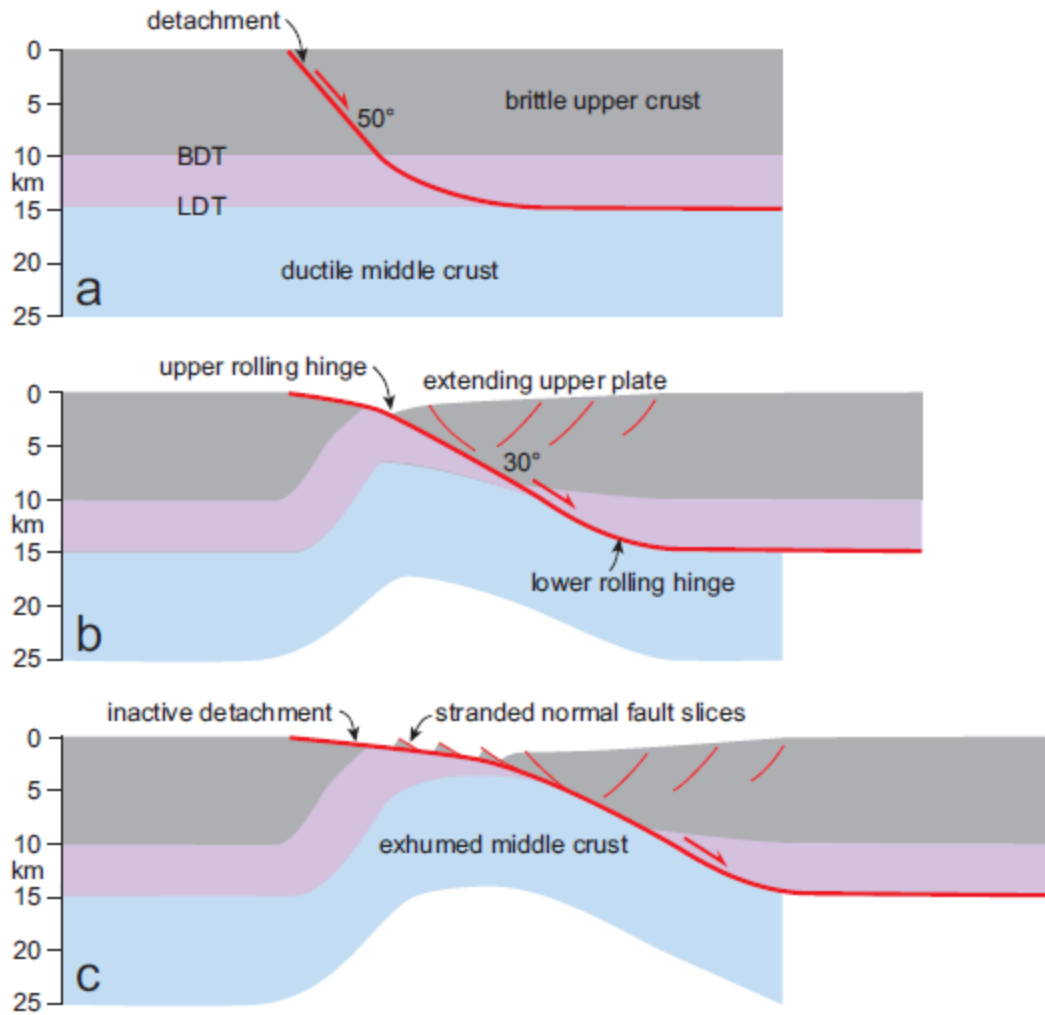 detachment
0
5
brittle upper crust
50°
10
BDT
km
15
LDT
20
ductile middle crust
a
25
upper rolling hinge
extending upper plate
0
5
30°
10
km
15
lower rolling hinge
20
b
25
inactive detachment
stranded normal fault slices
0
5
10
exhumed middle crust
km
15
20
c
25